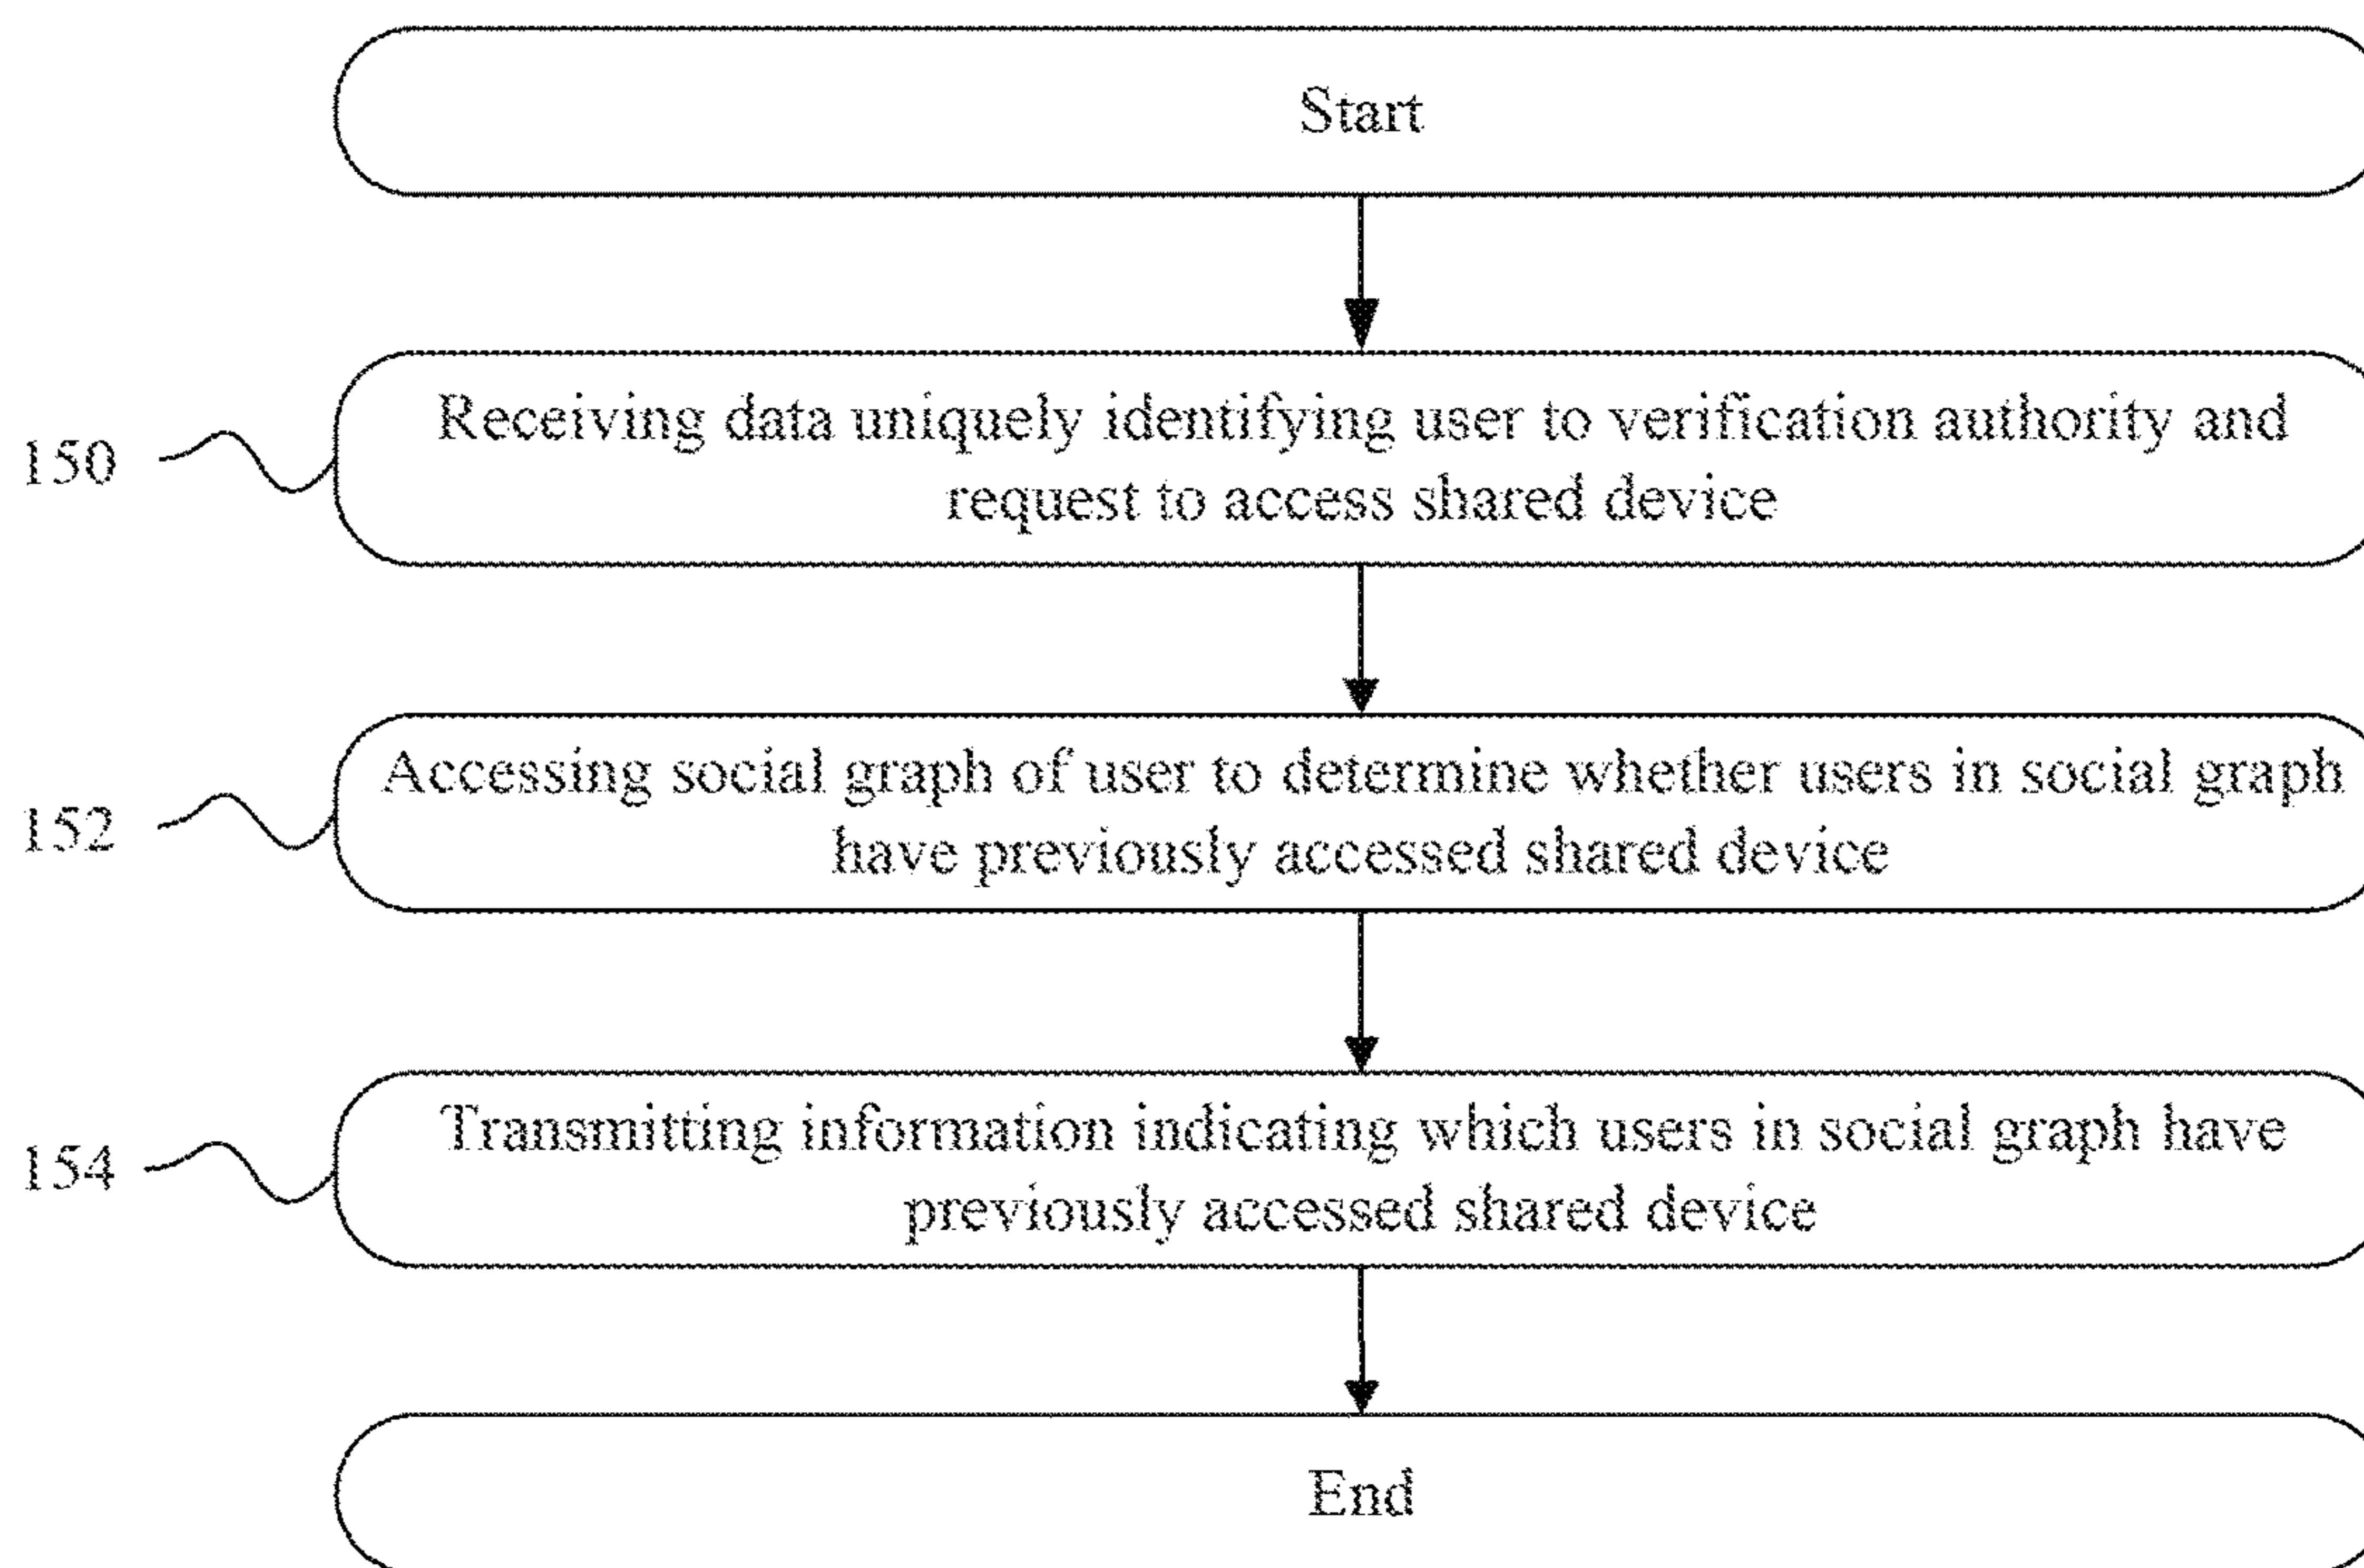 Start
150
Receiving data uniquely identifying user to verification authority and
request to access shared device
152
Accessing social graph of user to determine whether users in social graph
have previously accessed shared device
154
Transmitting information indicating which users in social graph have
previously accessed shared device
End